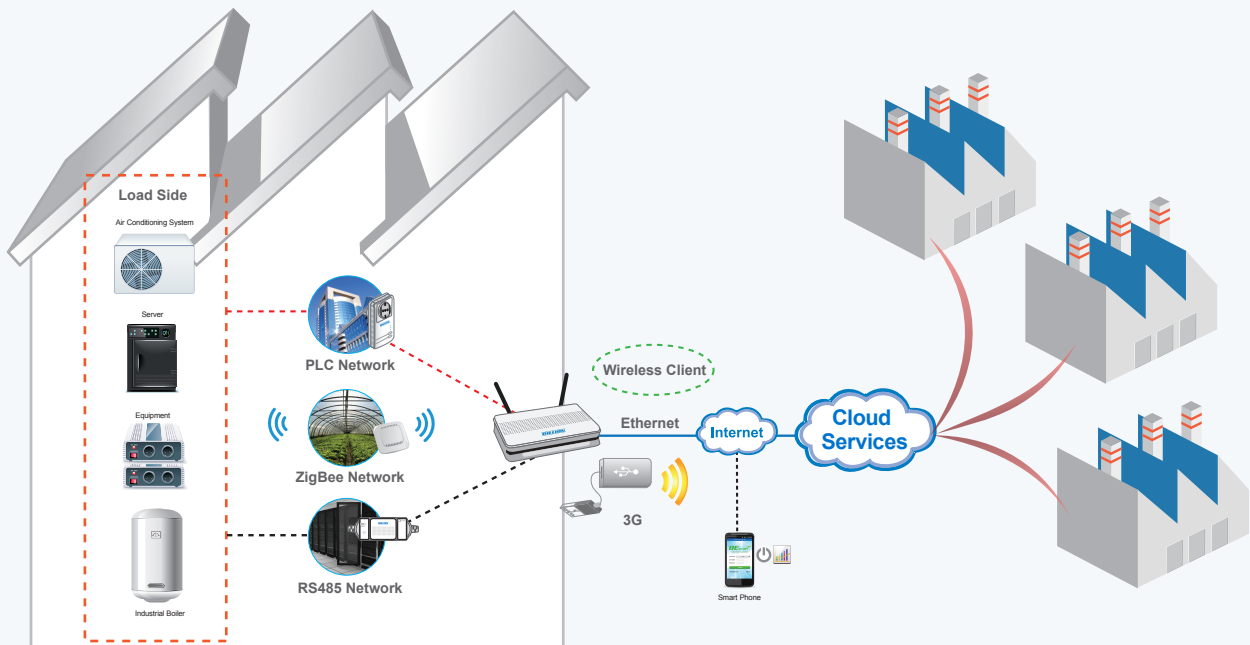 Load Side
Air Conditioning System
Server
Equipment
Industrial Boiler
PLC Network
ZigBee Network
RS485 Network
Wireless Client
Ethernet
3G
Internet
Smart Phone
Cloud
Services